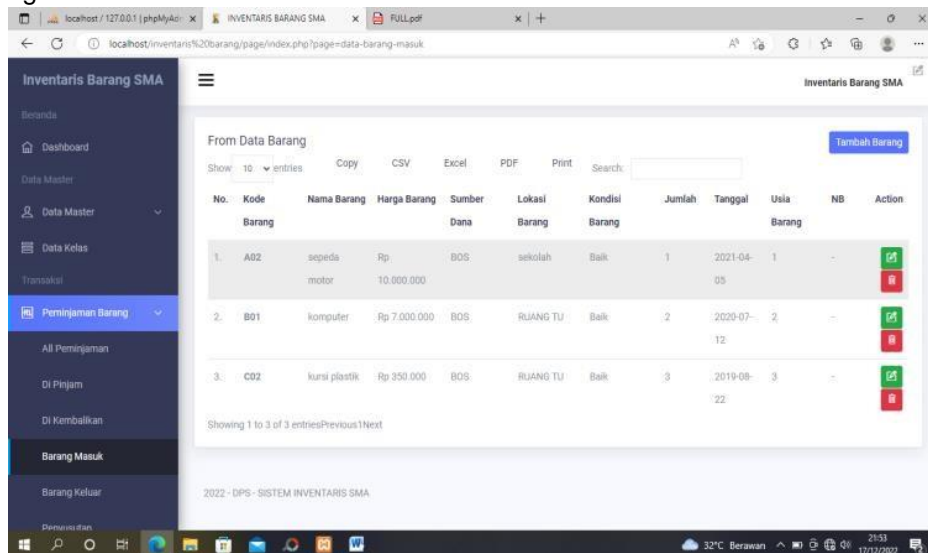 localhost / 127.0.0.1 | phpMyAdr
INVENTARIS BARANG SMA
FULL.pdf
localhost/inventaris%20barang/page/index.php?page=data-barang-masuk
Inventaris Barang SMA
Inventaris Barang SMA
Beranda
Dashboard
Data Master
Data Master
Data Kelas
Transaksi
Peminjaman Barang
All Peminjaman
Di Pinjam
Di Kembalikan
Barang Masuk
Barang Keluar
Penyusutan
From Data Barang
Tambah Barang
Show 10 entries
Copy CSV Excel PDF Print
Search:
No. Kode Barang Nama Barang Harga Barang Sumber Dana Lokasi Barang Kondisi Barang Jumlah Tanggal Usia Barang NB Action
1. A02 sepeda motor Rp 10.000.000 BOS sekolah Baik 1 2021-04-05 1 -
2. B01 komputer Rp 7.000.000 BOS RUANG TU Baik 2 2020-07-12 2 -
3. C02 kursi plastik Rp 350.000 BOS RUANG TU Baik 3 2019-08-22 3 -
Showing 1 to 3 of 3 entriesPrevious1Next
2022 - DPS - SISTEM INVENTARIS SMA
32°C Berawan
21:53
17/12/2022